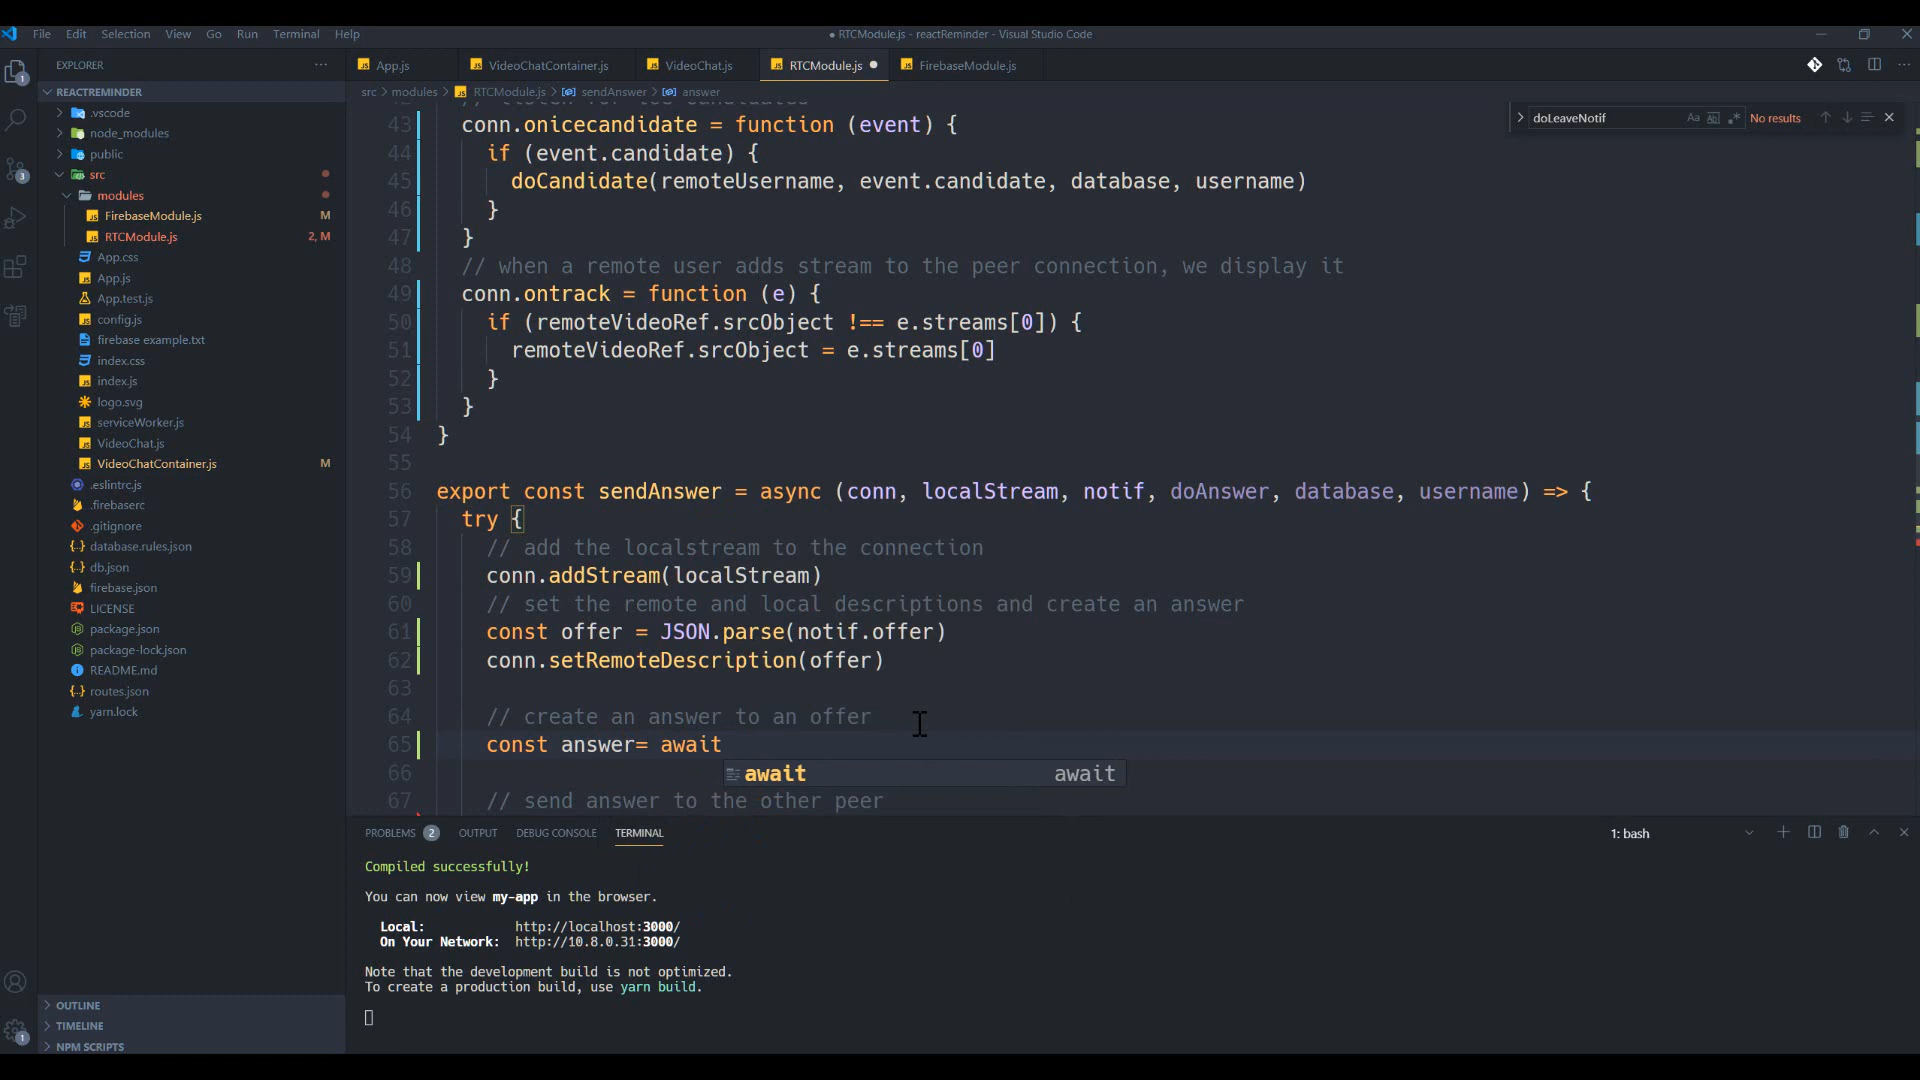 File Edit Selection View Go Run Terminal Help
● RTCModule.js - reactReminder - Visual Studio Code
EXPLORER
App.js
VideoChatContainer.js
VideoChat.js
RTCModule.js
FirebaseModule.js
REACTREMINDER
src > modules > RTCModule.js > sendAnswer > answer
.vscode
node_modules
public
src
modules
FirebaseModule.js M
RTCModule.js 2, M
App.css
App.js
App.test.js
config.js
firebase example.txt
index.css
index.js
logo.svg
serviceWorker.js
VideoChat.js
VideoChatContainer.js M
.eslintrc.js
.firebaserc
.gitignore
database.rules.json
db.json
firebase.json
LICENSE
package.json
package-lock.json
README.md
routes.json
yarn.lock
OUTLINE
TIMELINE
NPM SCRIPTS
1
3
1
doLeaveNotif Aa Ab .* No results
43 conn.onicecandidate = function (event) {
44 if (event.candidate) {
45 doCandidate(remoteUsername, event.candidate, database, username)
46 }
47 }
48 // when a remote user adds stream to the peer connection, we display it
49 conn.ontrack = function (e) {
50 if (remoteVideoRef.srcObject !== e.streams[0]) {
51 remoteVideoRef.srcObject = e.streams[0]
52 }
53 }
54 }
55
56 export const sendAnswer = async (conn, localStream, notif, doAnswer, database, username) => {
57 try {
58 // add the localstream to the connection
59 conn.addStream(localStream)
60 // set the remote and local descriptions and create an answer
61 const offer = JSON.parse(notif.offer)
62 conn.setRemoteDescription(offer)
63
64 // create an answer to an offer
65 const answer= await
66 await await
67 // send answer to the other peer
PROBLEMS 2 OUTPUT DEBUG CONSOLE TERMINAL 1: bash
Compiled successfully!
You can now view my-app in the browser.
Local: http://localhost:3000/
On Your Network: http://10.8.0.31:3000/
Note that the development build is not optimized.
To create a production build, use yarn build.